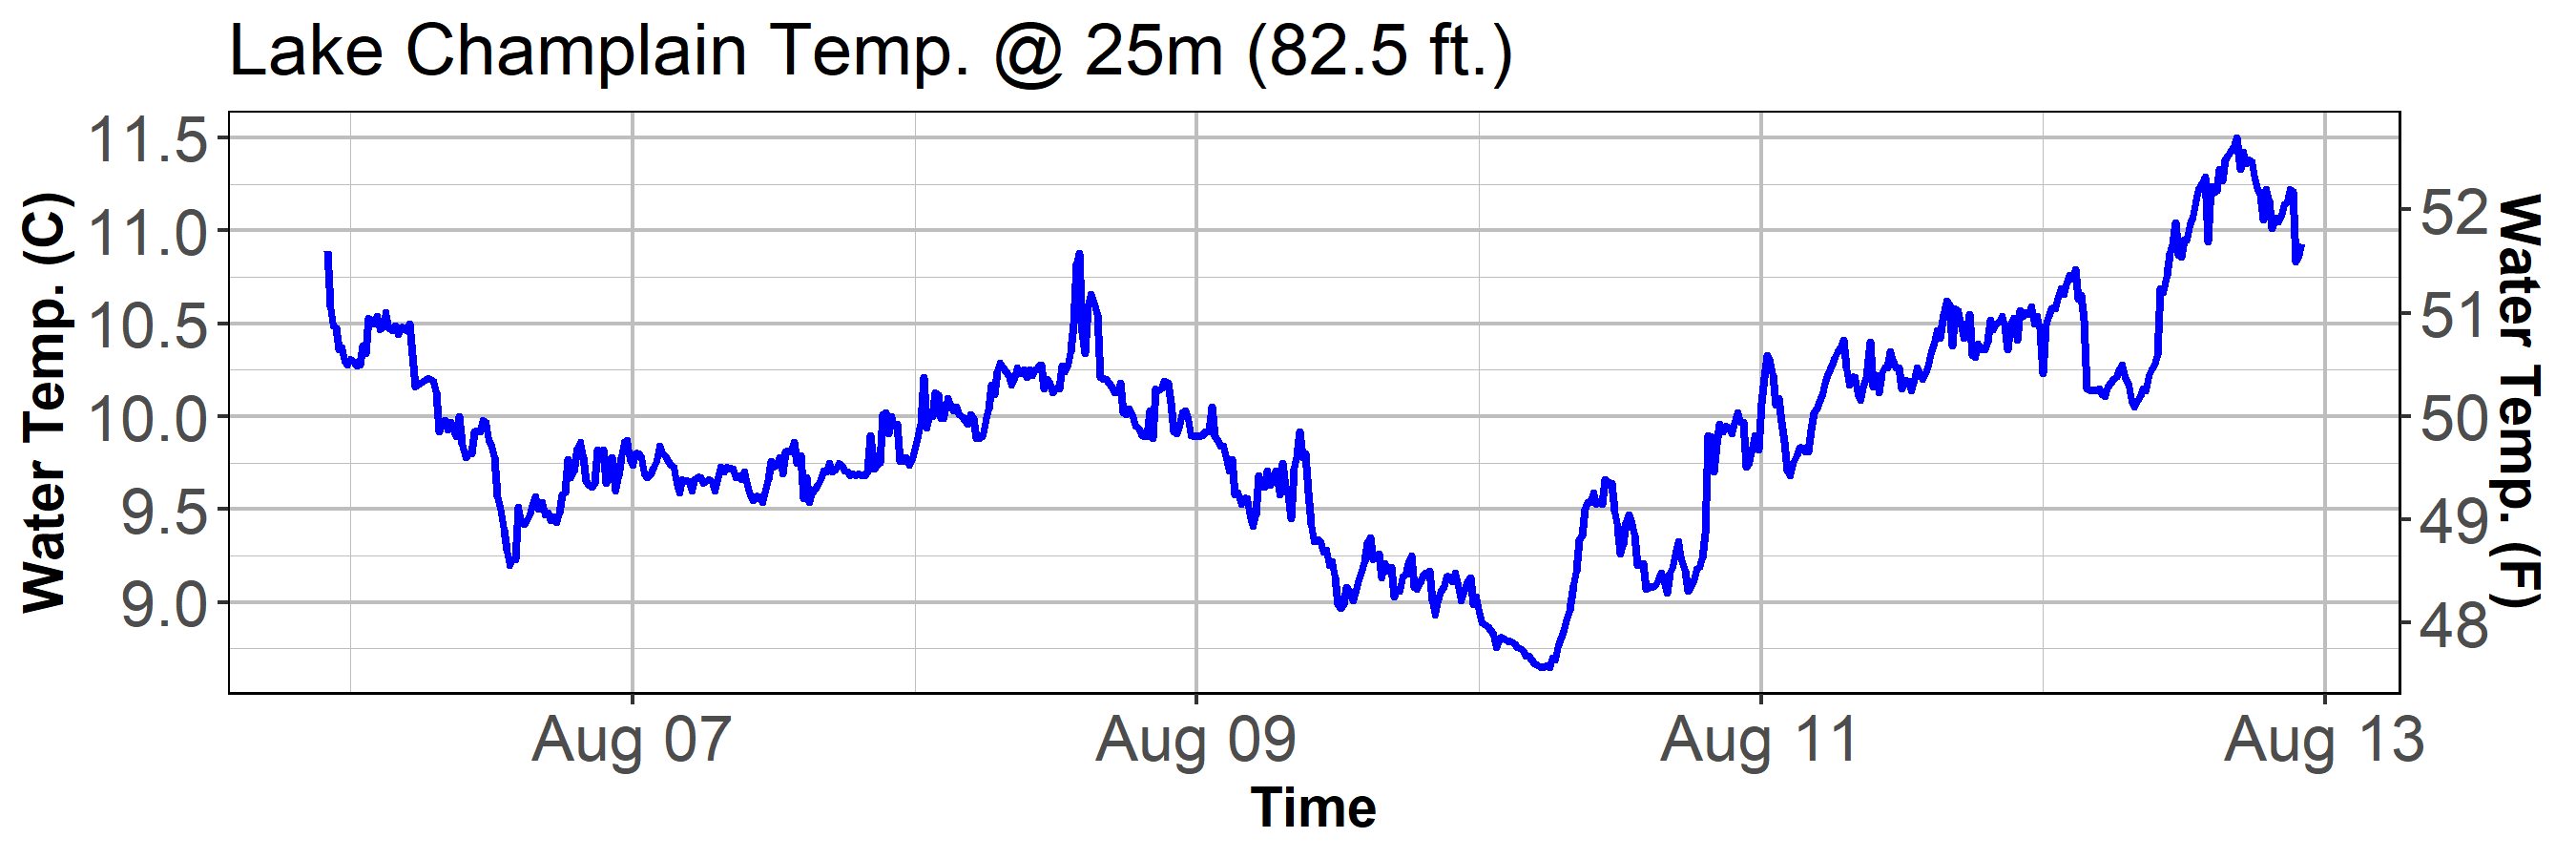 Lake Champlain Temp. @ 25m (82.5 ft.)
Water Temp. (C)
11.5
11.0
10.5
10.0
9.5
9.0
52
51
50
49
48
Water Temp. (F)
Aug 07 Aug 09 Aug 11 Aug 13
Time